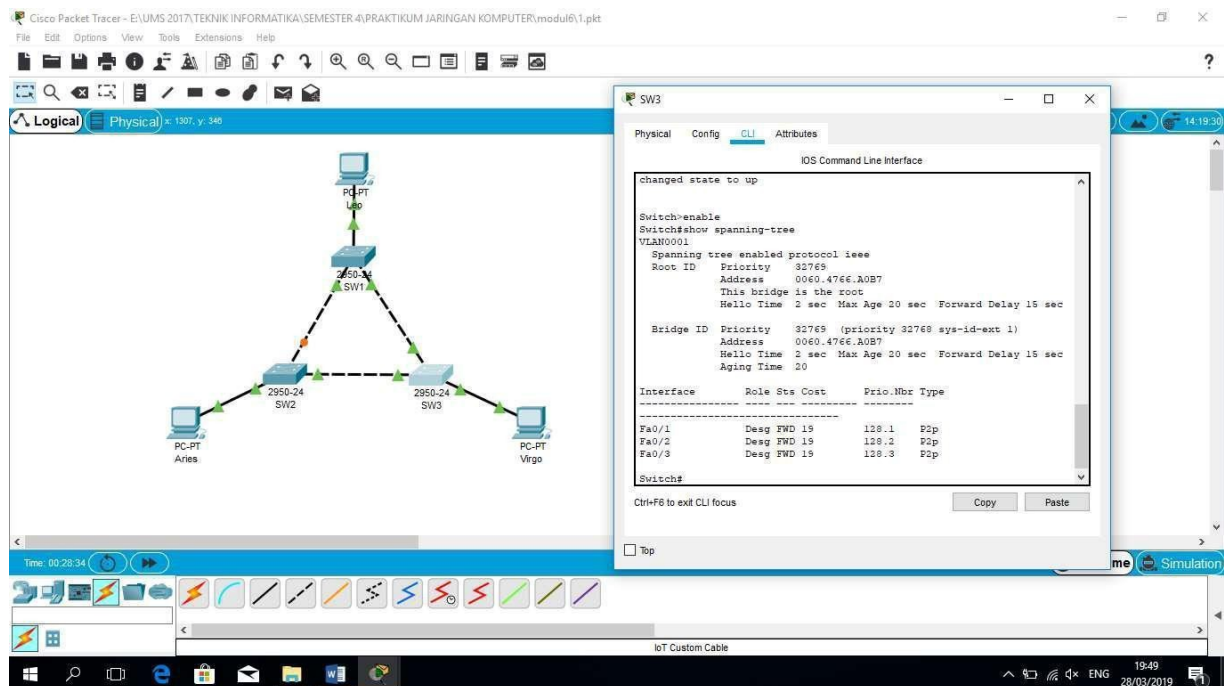 Cisco Packet Tracer - E:\UMS 2017\TEKNIK INFORMATIKA\SEMESTER 4\PRAKTIKUM JARINGAN KOMPUTER\modul6\1.pkt
File Edit Options View Tools Extensions Help
?
Logical Physical x: 1307, y: 346
14:19:30
PC-PT
Leo
2950-24
SW1
2950-24
SW2
2950-24
SW3
PC-PT
Aries
PC-PT
Virgo
SW3
Physical Config CLI Attributes
IOS Command Line Interface
changed state to up
Switch>enable
Switch#show spanning-tree
VLAN0001
Spanning tree enabled protocol ieee
Root ID Priority 32769
Address 0060.4766.A0B7
This bridge is the root
Hello Time 2 sec Max Age 20 sec Forward Delay 15 sec
Bridge ID Priority 32769 (priority 32768 sys-id-ext 1)
Address 0060.4766.A0B7
Hello Time 2 sec Max Age 20 sec Forward Delay 15 sec
Aging Time 20
Interface Role Sts Cost Prio.Nbr Type
---------------- ---- --- --------- --------
--------------------------------
Fa0/1 Desg FWD 19 128.1 P2p
Fa0/2 Desg FWD 19 128.2 P2p
Fa0/3 Desg FWD 19 128.3 P2p
Switch#
Ctrl+F6 to exit CLI focus Copy Paste
Top
Time: 00:28:34
me Simulation
IoT Custom Cable
ENG
19:49
28/03/2019